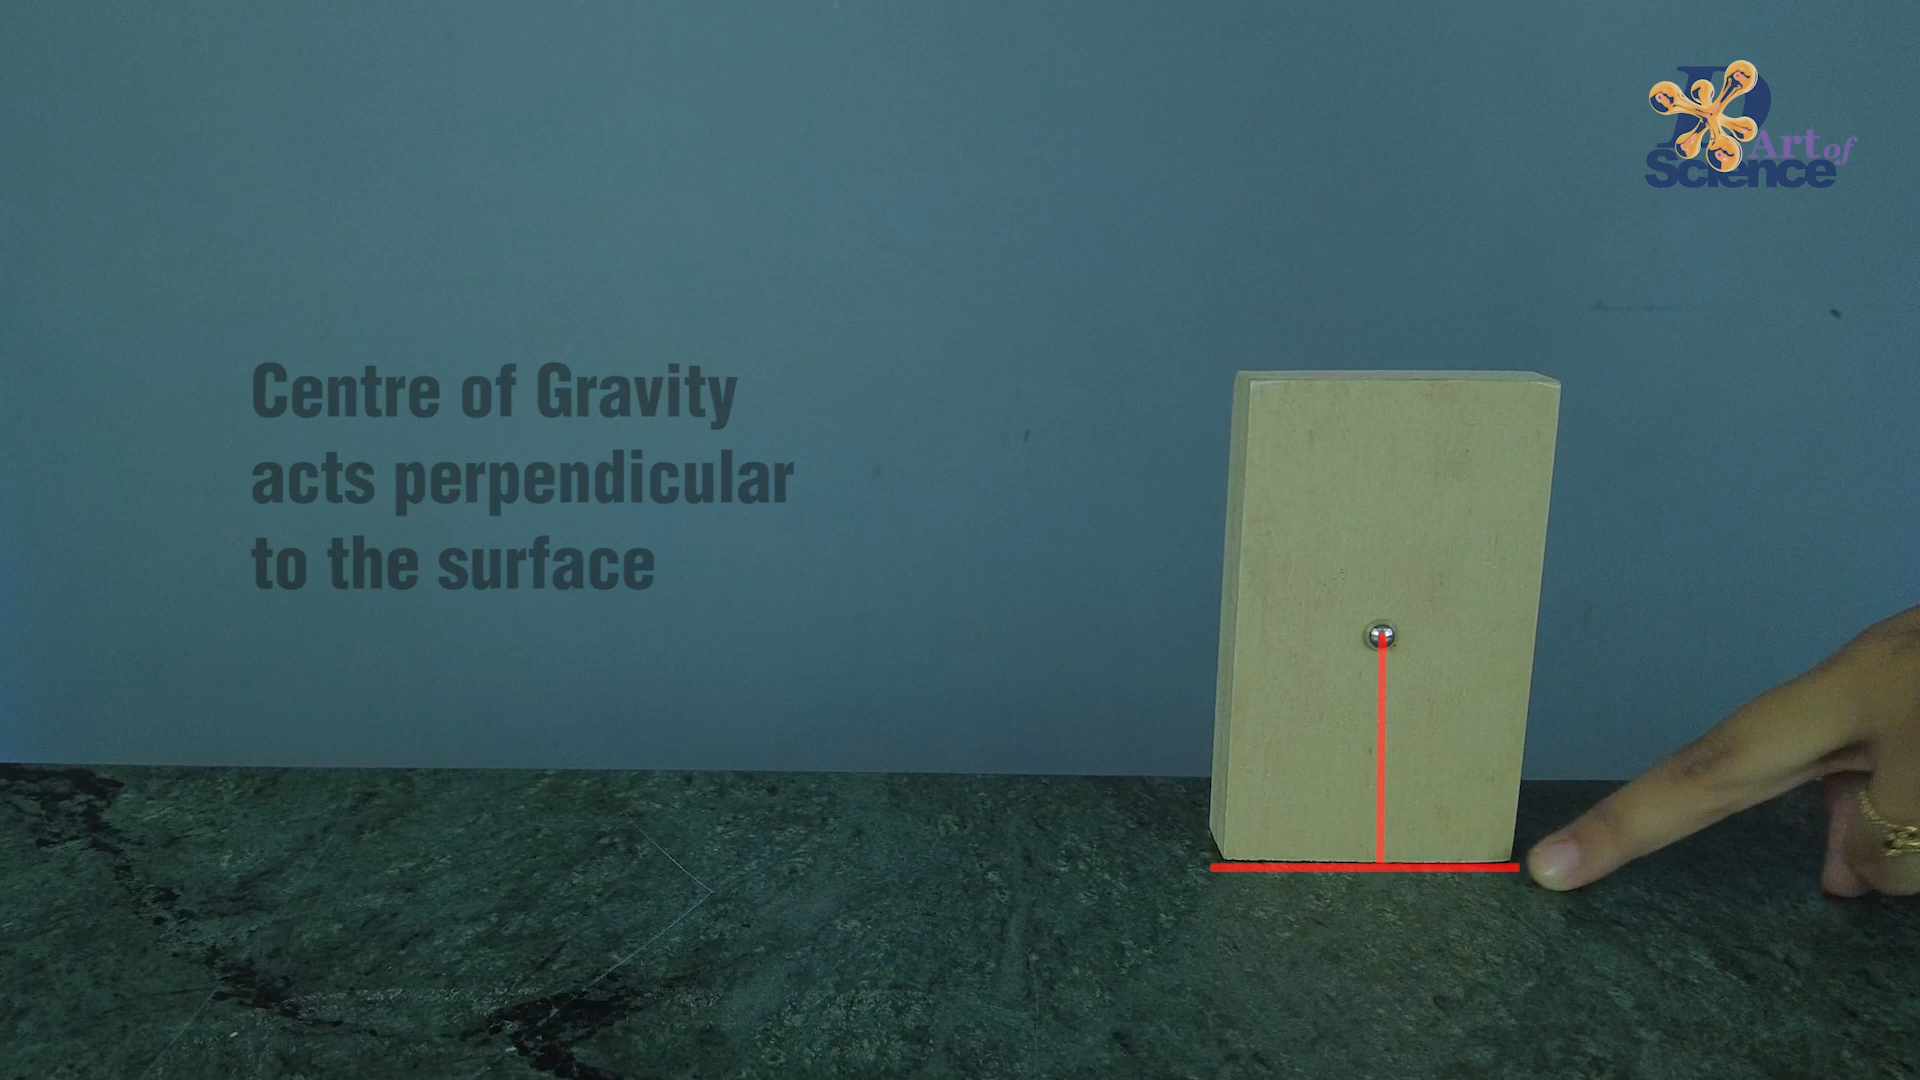 D
Art of
Science
Centre of Gravity
acts perpendicular
to the surface